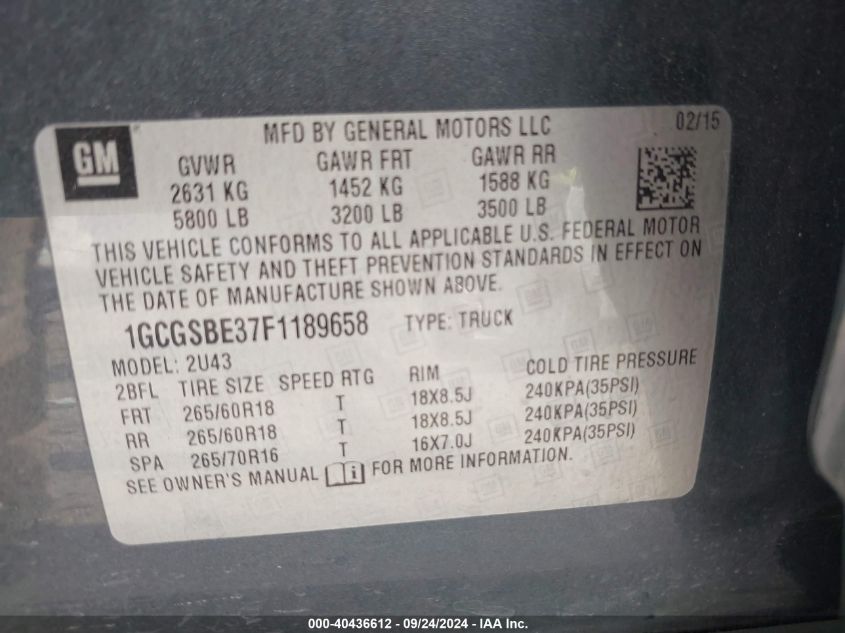 GM
MFD BY GENERAL MOTORS LLC 02/15
GVWR GAWR FRT GAWR RR
2631 KG 1452 KG 1588 KG
5800 LB 3200 LB 3500 LB
THIS VEHICLE CONFORMS TO ALL APPLICABLE U.S. FEDERAL MOTOR
VEHICLE SAFETY AND THEFT PREVENTION STANDARDS IN EFFECT ON
THE DATE OF MANUFACTURE SHOWN ABOVE.
1GCGSBE37F1189658 TYPE: TRUCK
MODEL: 2U43
2BFL TIRE SIZE SPEED RTG RIM COLD TIRE PRESSURE
FRT 265/60R18 T 18X8.5J 240KPA(35PSI)
RR 265/60R18 T 18X8.5J 240KPA(35PSI)
SPA 265/70R16 T 16X7.0J 240KPA(35PSI)
SEE OWNER'S MANUAL i FOR MORE INFORMATION.
000-40436612 - 09/24/2024 - IAA Inc.